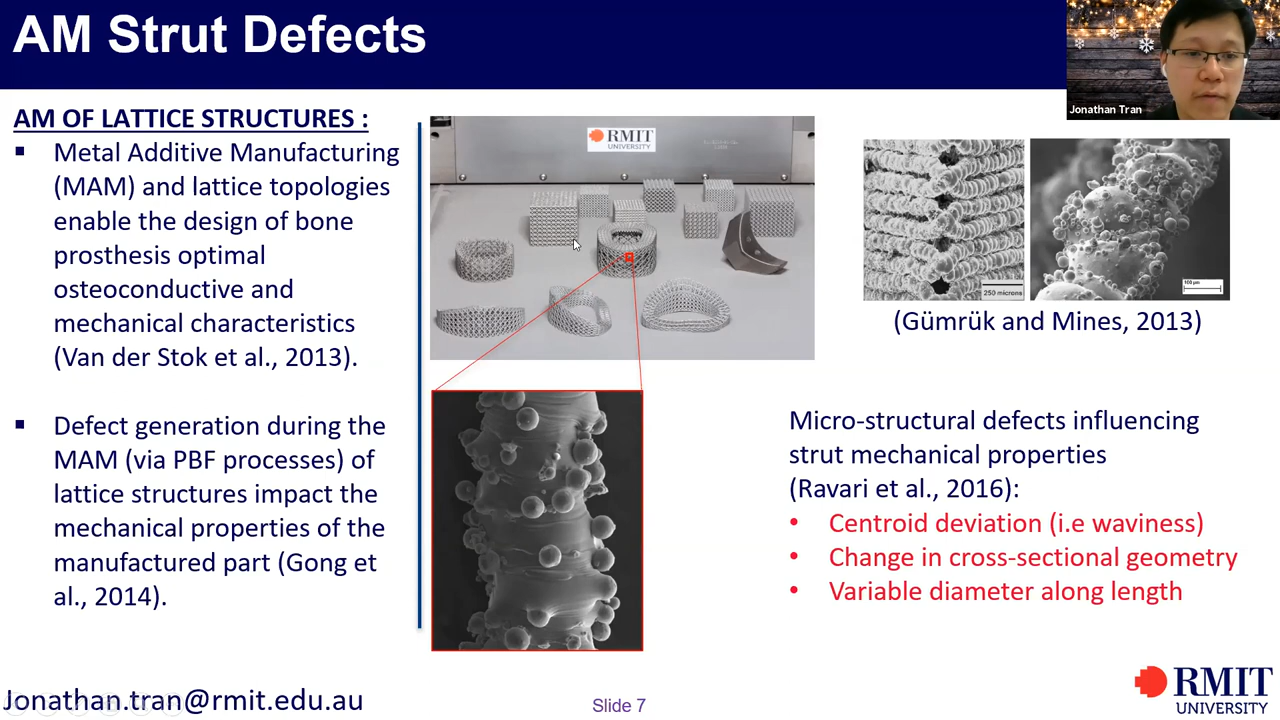 AM Strut Defects
Jonathan Tran
AM OF LATTICE STRUCTURES :
▪ Metal Additive Manufacturing
(MAM) and lattice topologies
enable the design of bone
prosthesis optimal
osteoconductive and
mechanical characteristics
(Van der Stok et al., 2013).
▪ Defect generation during the
MAM (via PBF processes) of
lattice structures impact the
mechanical properties of the
manufactured part (Gong et
al., 2014).
RMIT
UNIVERSITY
250 microns
100 µm
(Gümrük and Mines, 2013)
Micro-structural defects influencing
strut mechanical properties
(Ravari et al., 2016):
• Centroid deviation (i.e waviness)
• Change in cross-sectional geometry
• Variable diameter along length
Jonathan.tran@rmit.edu.au
Slide 7
RMIT
UNIVERSITY